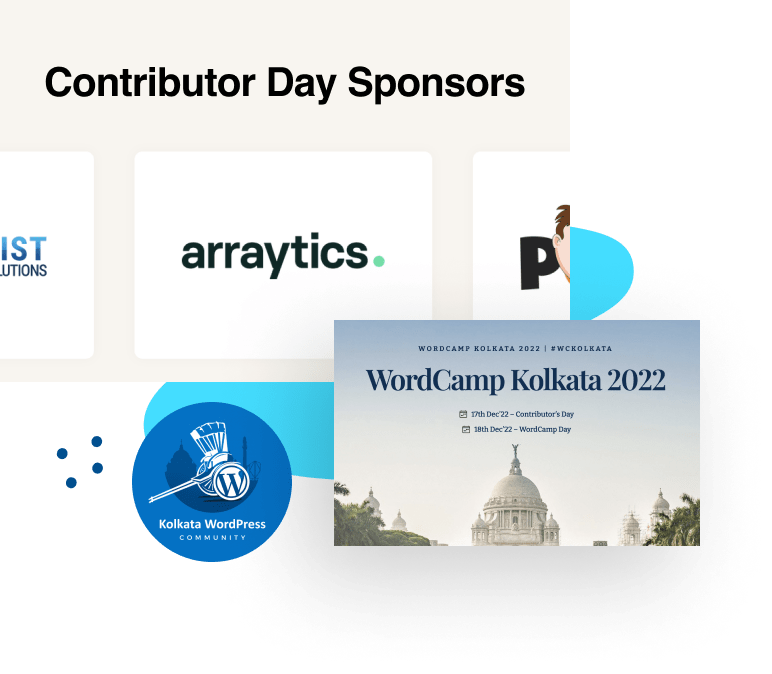 Contributor Day Sponsors
IST
LUTIONS
arraytics.
P
WORDCAMP KOLKATA 2022 | #WCKOLKATA
WordCamp Kolkata 2022
17th Dec'22 – Contributor's Day
18th Dec'22 – WordCamp Day
W
Kolkata WordPress
COMMUNITY